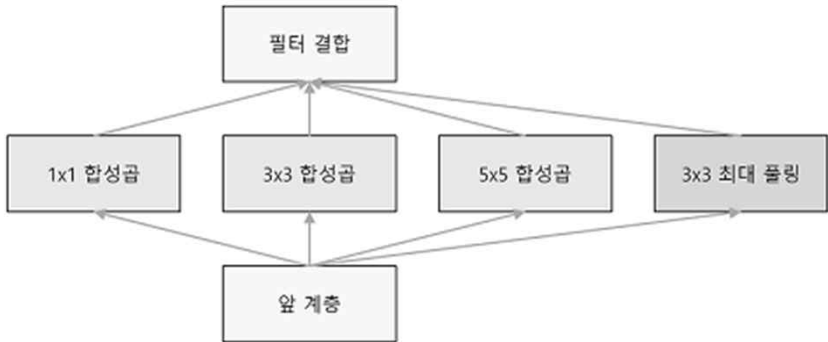 필터 결합
1x1 합성곱
3x3 합성곱
5x5 합성곱
3x3 최대 풀링
앞 계층